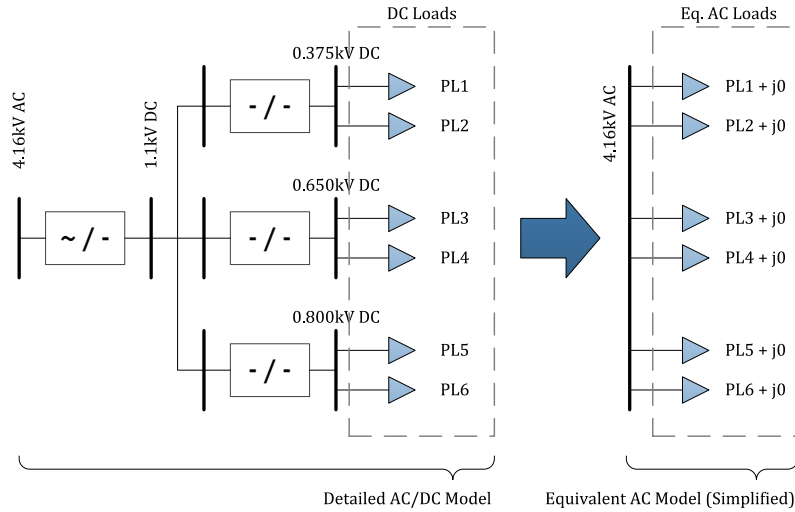 DC Loads
Eq. AC Loads
4.16kV AC
1.1kV DC
0.375kV DC
- / -
PL1
PL2
~ / -
0.650kV DC
- / -
PL3
PL4
0.800kV DC
- / -
PL5
PL6
4.16kV AC
PL1 + j0
PL2 + j0
PL3 + j0
PL4 + j0
PL5 + j0
PL6 + j0
Detailed AC/DC Model
Equivalent AC Model (Simplified)